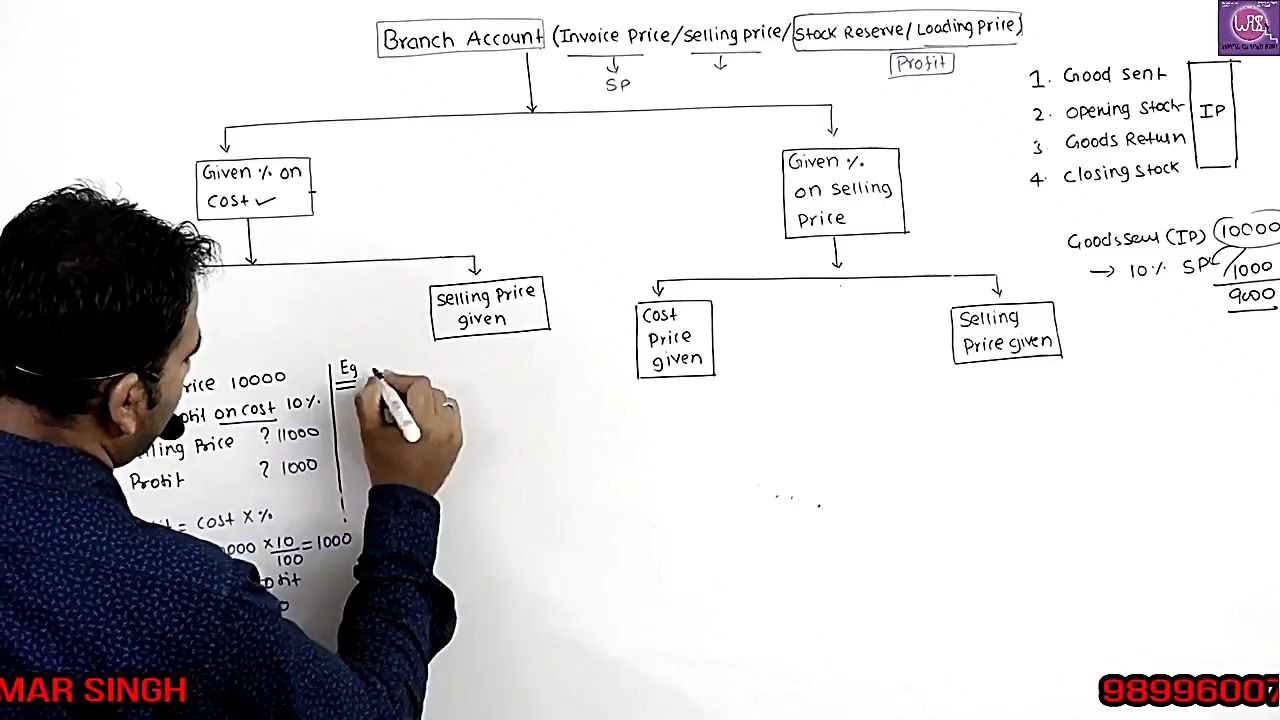 Branch Account (Invoice Price/Selling price/Stock Reserve/Loading Price)
SP
Profit
1. Good sent
2. Opening Stock
3 Goods Return
4. Closing Stock
IP
Given % on
Cost ✓
Given %
on selling
Price
Goods sent (IP) 10000
→ 10% SP 1000
9000
Selling Price
given
Cost
Price
given
Selling
Price given
rice 10000
ofit on cost 10%
lling Price ? 11000
Profit ? 1000
Eg
= Cost X %
000 × 10/100 = 1000
MAR SINGH
9899600